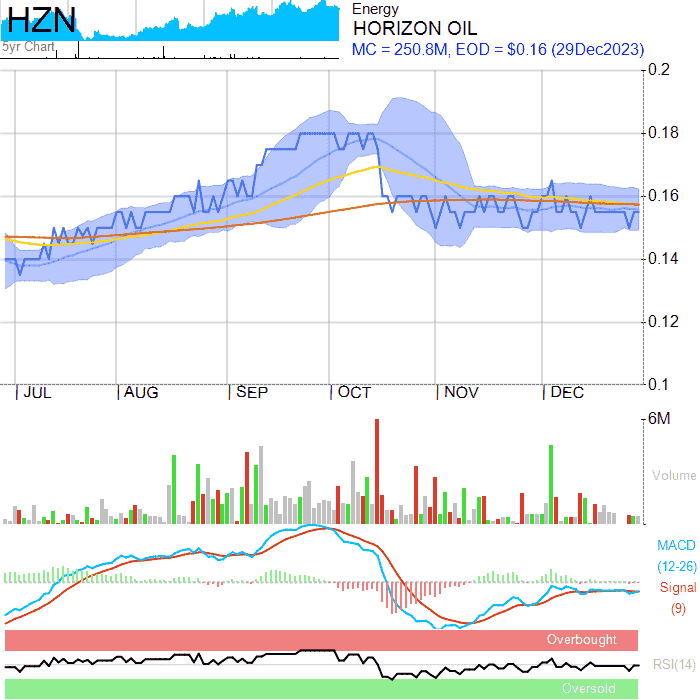 HZN
5yr Chart
Energy
HORIZON OIL
MC = 250.8M, EOD = $0.16 (29Dec2023)
0.2
0.18
0.16
0.14
0.12
0.1
JUL AUG SEP OCT NOV DEC
6M
Volume
MACD
(12-26)
Signal
(9)
Overbought
RSI(14)
Oversold